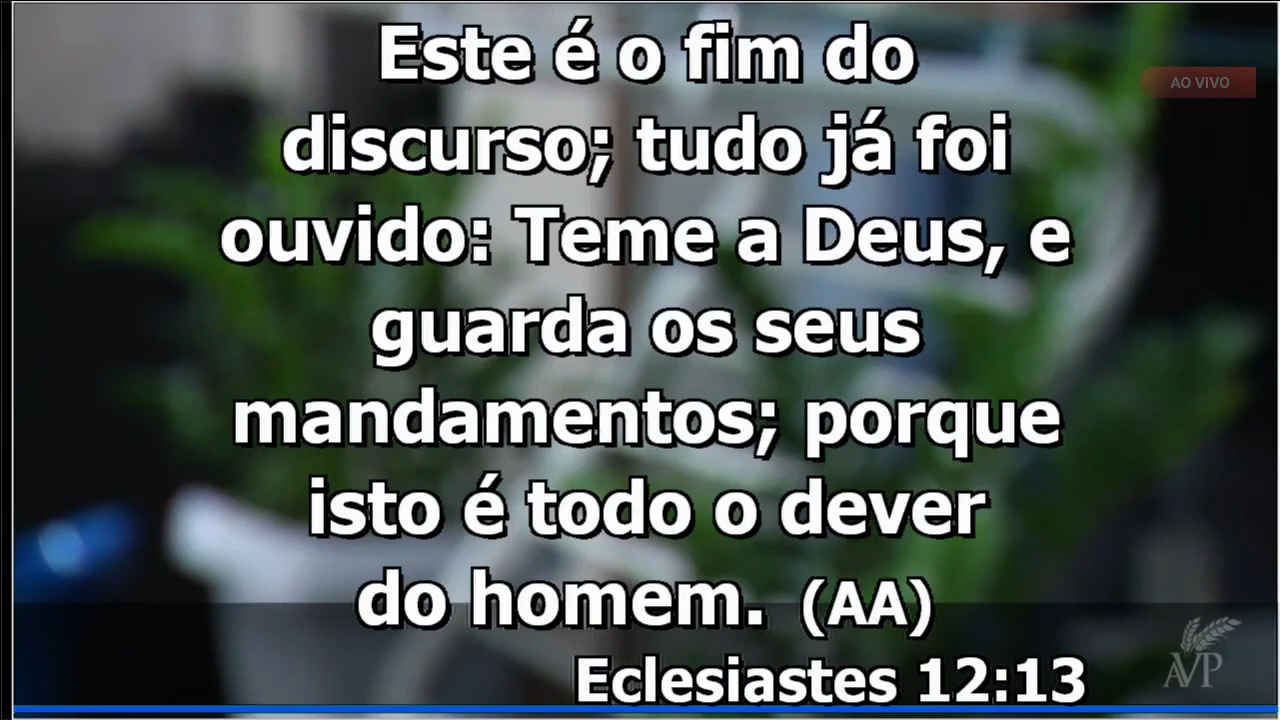 Este é o fim do
AO VIVO
discurso; tudo já foi
ouvido: Teme a Deus, e
guarda os seus
mandamentos; porque
isto é todo o dever
do homem. (AA)
Eclesiastes 12:13
AVP